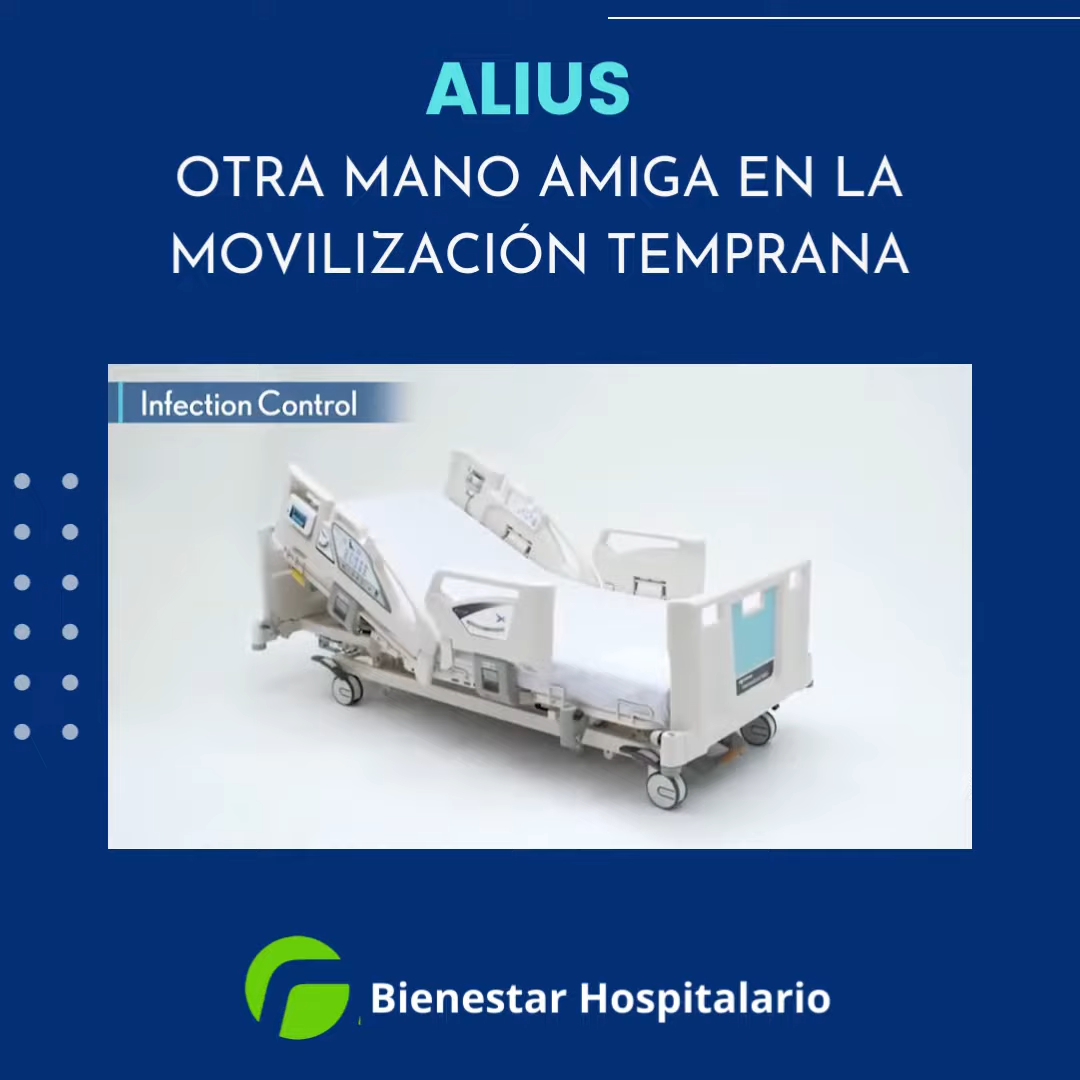 ALIUS
OTRA MANO AMIGA EN LA
MOVILIZACIÓN TEMPRANA
Infection Control
Bienestar Hospitalario